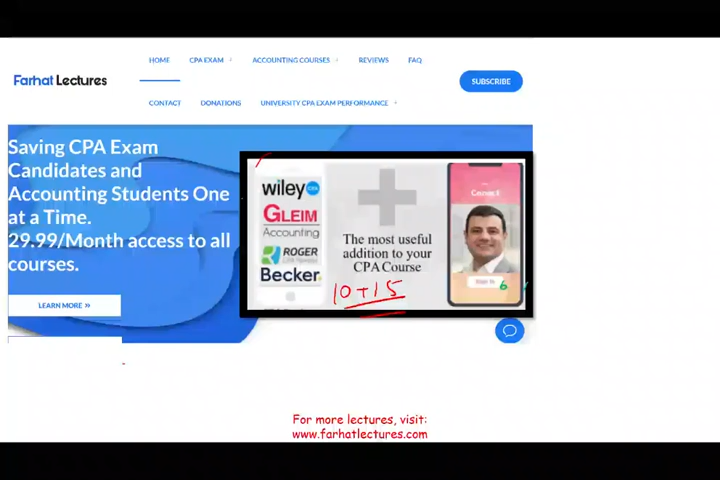 HOME
CPA EXAM
ACCOUNTING COURSES
REVIEWS
FAQ
Farhat Lectures
SUBSCRIBE
CONTACT
DONATIONS
UNIVERSITY CPA EXAM PERFORMANCE
Saving CPA Exam
Candidates and
Accounting Students One
at a Time.
29.99/Month access to all
courses.
LEARN MORE »
wiley CPA
GLEIM
Accounting
ROGER
Becker
The most useful
addition to your
CPA Course
10+15
6
For more lectures, visit:
www.farhatlectures.com